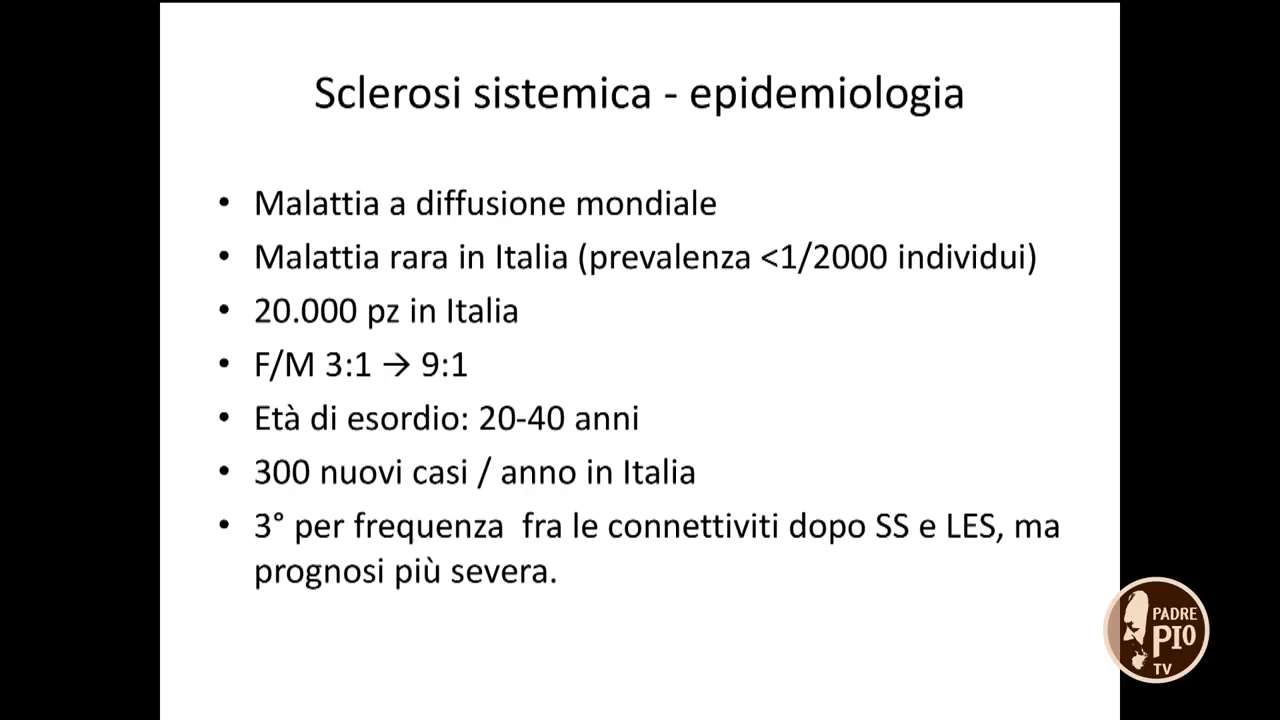 Sclerosi sistemica - epidemiologia
• Malattia a diffusione mondiale
• Malattia rara in Italia (prevalenza <1/2000 individui)
• 20.000 pz in Italia
• F/M 3:1 → 9:1
• Età di esordio: 20-40 anni
• 300 nuovi casi / anno in Italia
• 3° per frequenza  fra le connettiviti dopo SS e LES, ma
prognosi più severa.
PADRE
PIO
TV